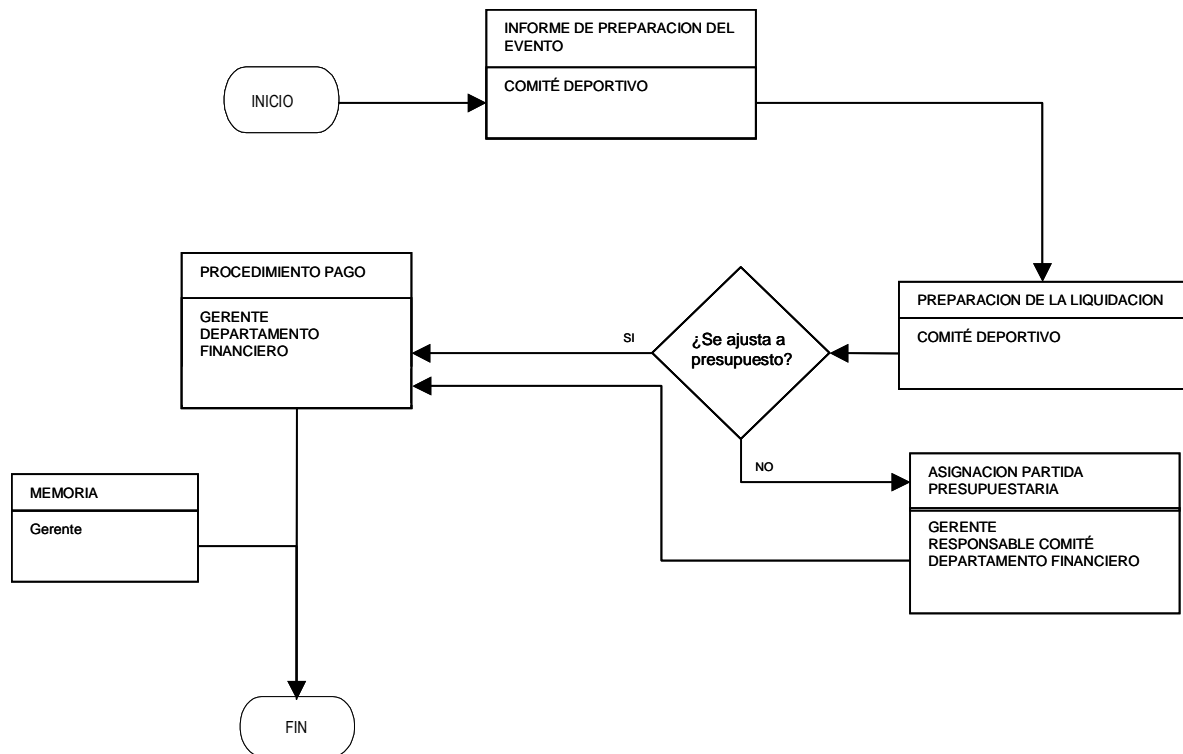 INFORME DE PREPARACION DEL
EVENTO
COMITÉ DEPORTIVO
INICIO
PREPARACION DE LA LIQUIDACION
COMITÉ DEPORTIVO
¿Se ajusta a
presupuesto?
SI
PROCEDIMIENTO PAGO
GERENTE
DEPARTAMENTO
FINANCIERO
NO
ASIGNACION PARTIDA
PRESUPUESTARIA
GERENTE
RESPONSABLE COMITÉ
DEPARTAMENTO FINANCIERO
MEMORIA
Gerente
FIN